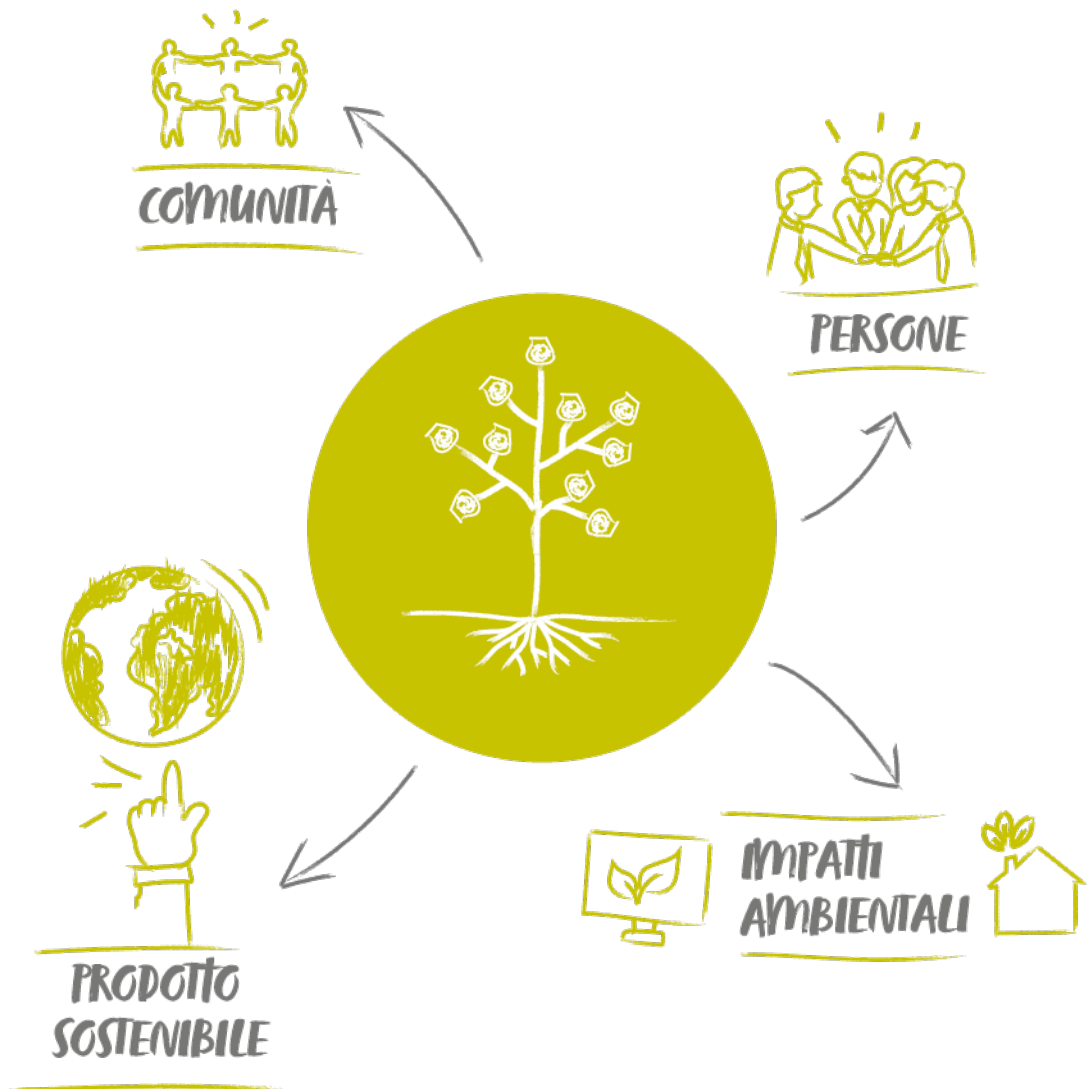 COMUNITÀ
PERSONE
IMPATTI
AMBIENTALI
PRODOTTO
SOSTENIBILE